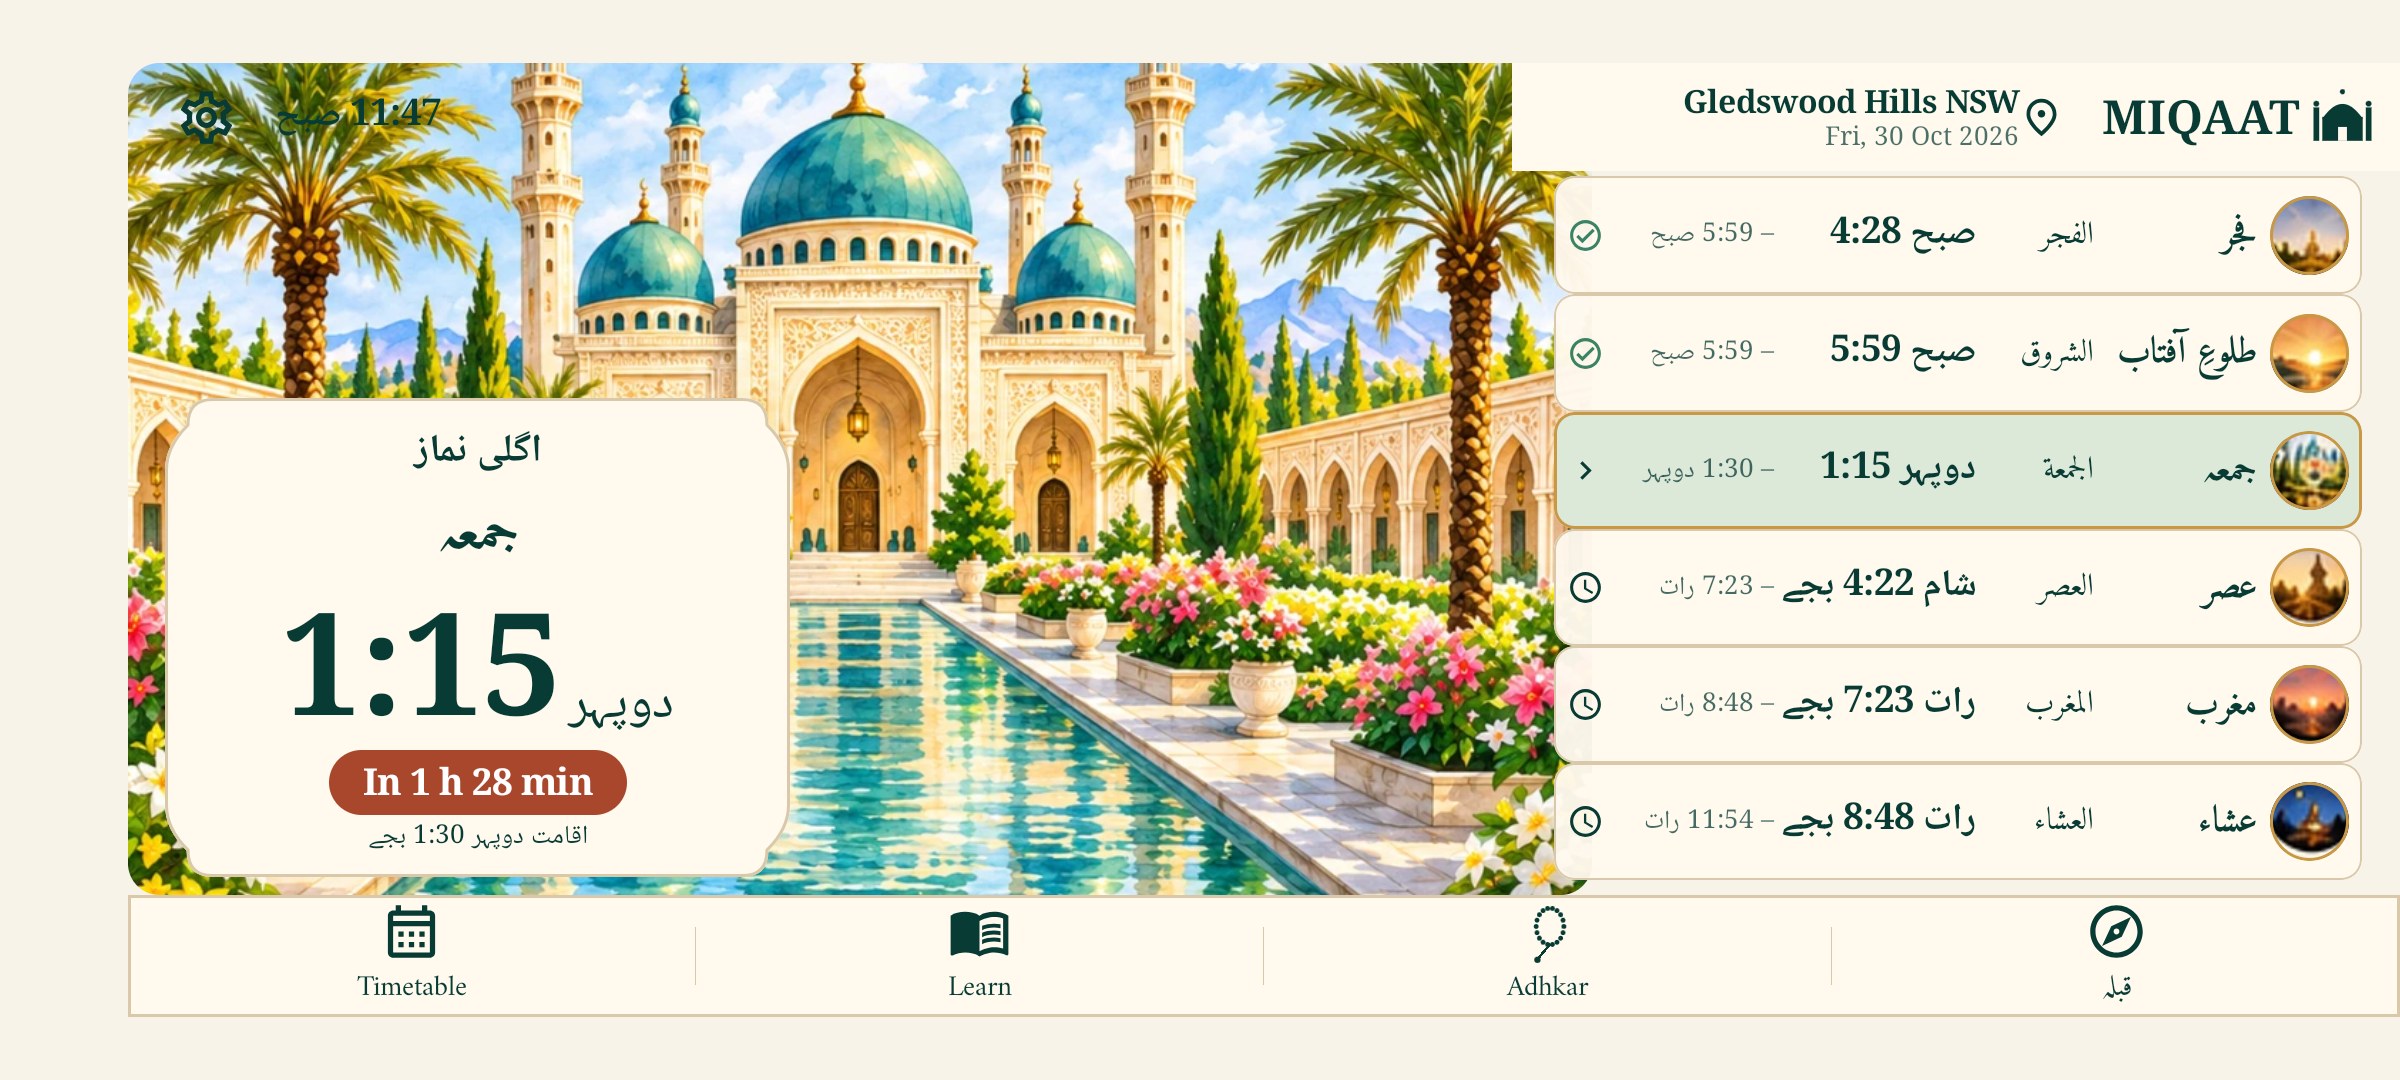 MIQAAT
Gledswood Hills NSW
Fri, 30 Oct 2026
11:47 صبح
فجر الفجر صبح 4:28 – 5:59 صبح
طلوعِ آفتاب الشروق صبح 5:59 – 5:59 صبح
جمعہ الجمعة دوپہر 1:15 – 1:30 دوپہر
عصر العصر شام 4:22 بجے – 7:23 رات
مغرب المغرب رات 7:23 بجے – 8:48 رات
عشاء العشاء رات 8:48 بجے – 11:54 رات
اگلی نماز
جمعہ
1:15 دوپہر
In 1 h 28 min
اقامت دوپہر 1:30 بجے
Timetable
Learn
Adhkar
قبلہ